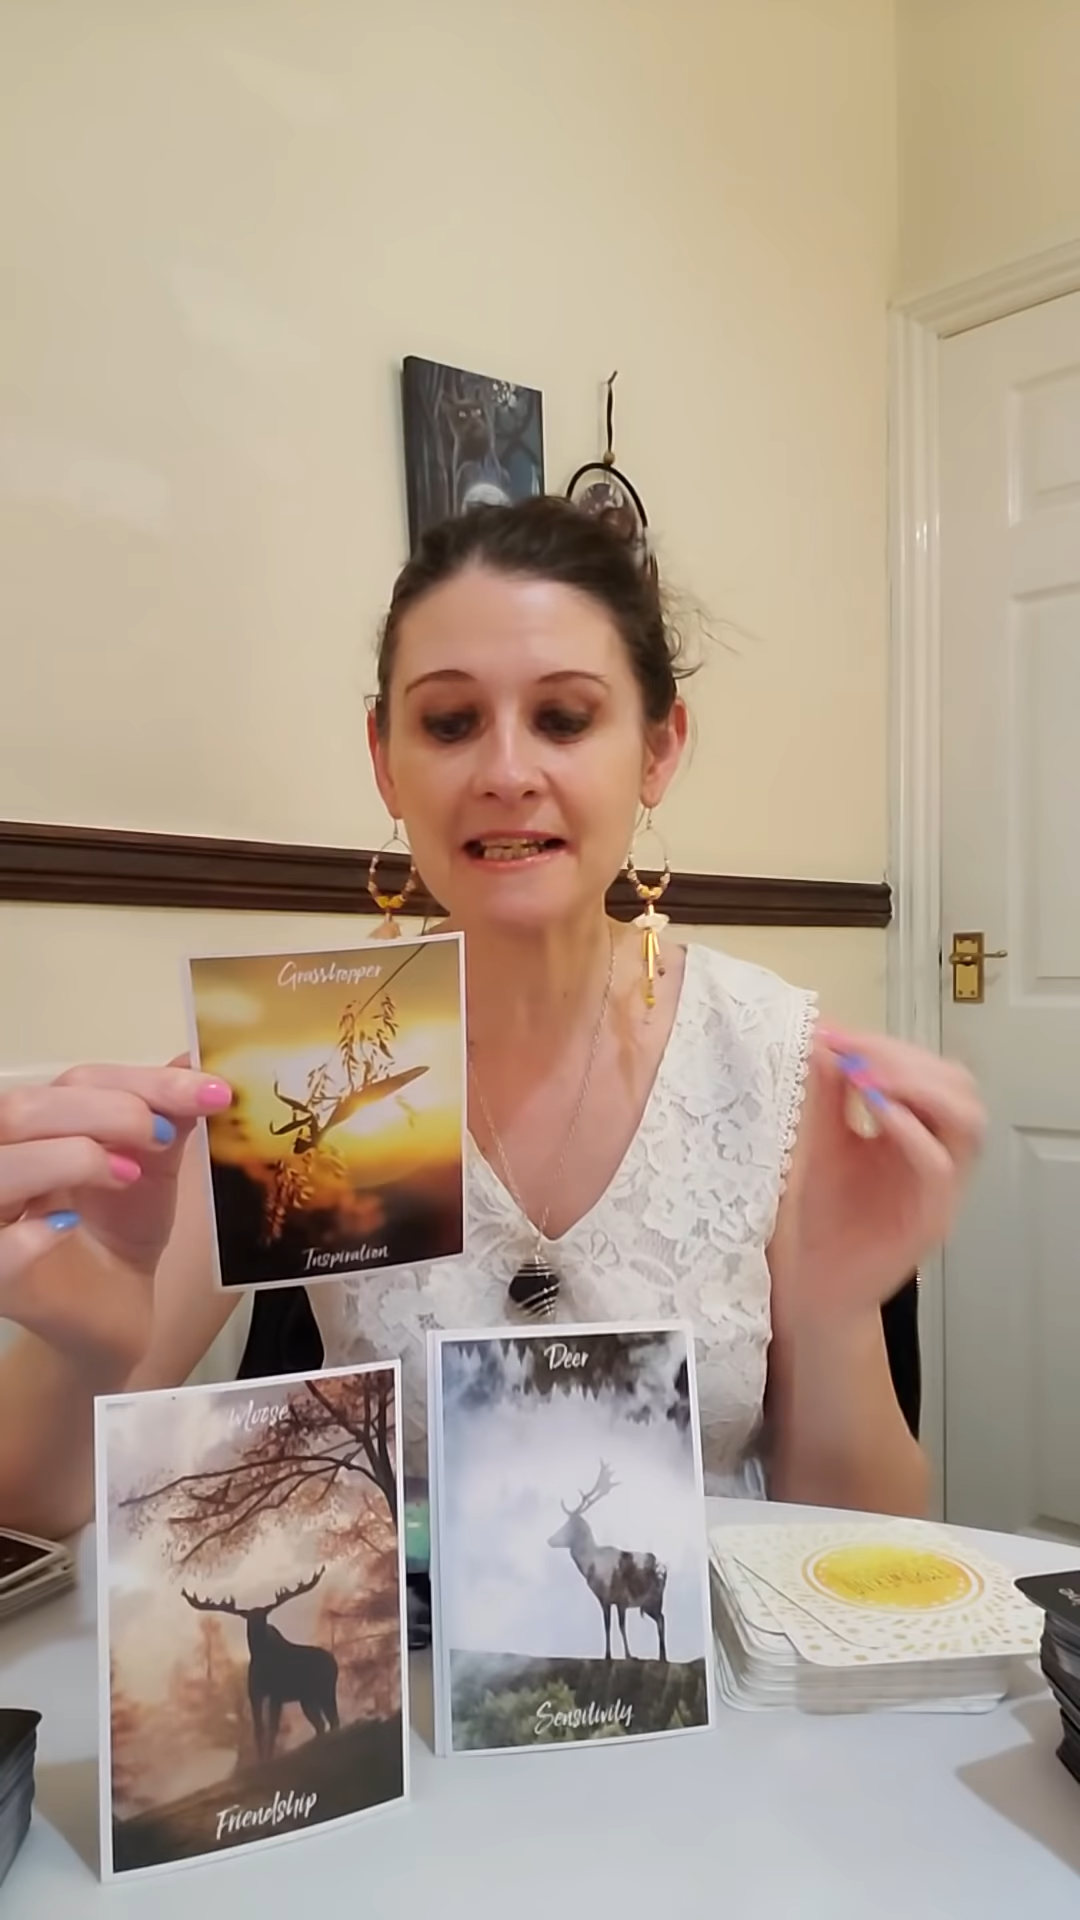 Grasshopper
Inspiration
Moose
Friendship
Deer
Sensitivity